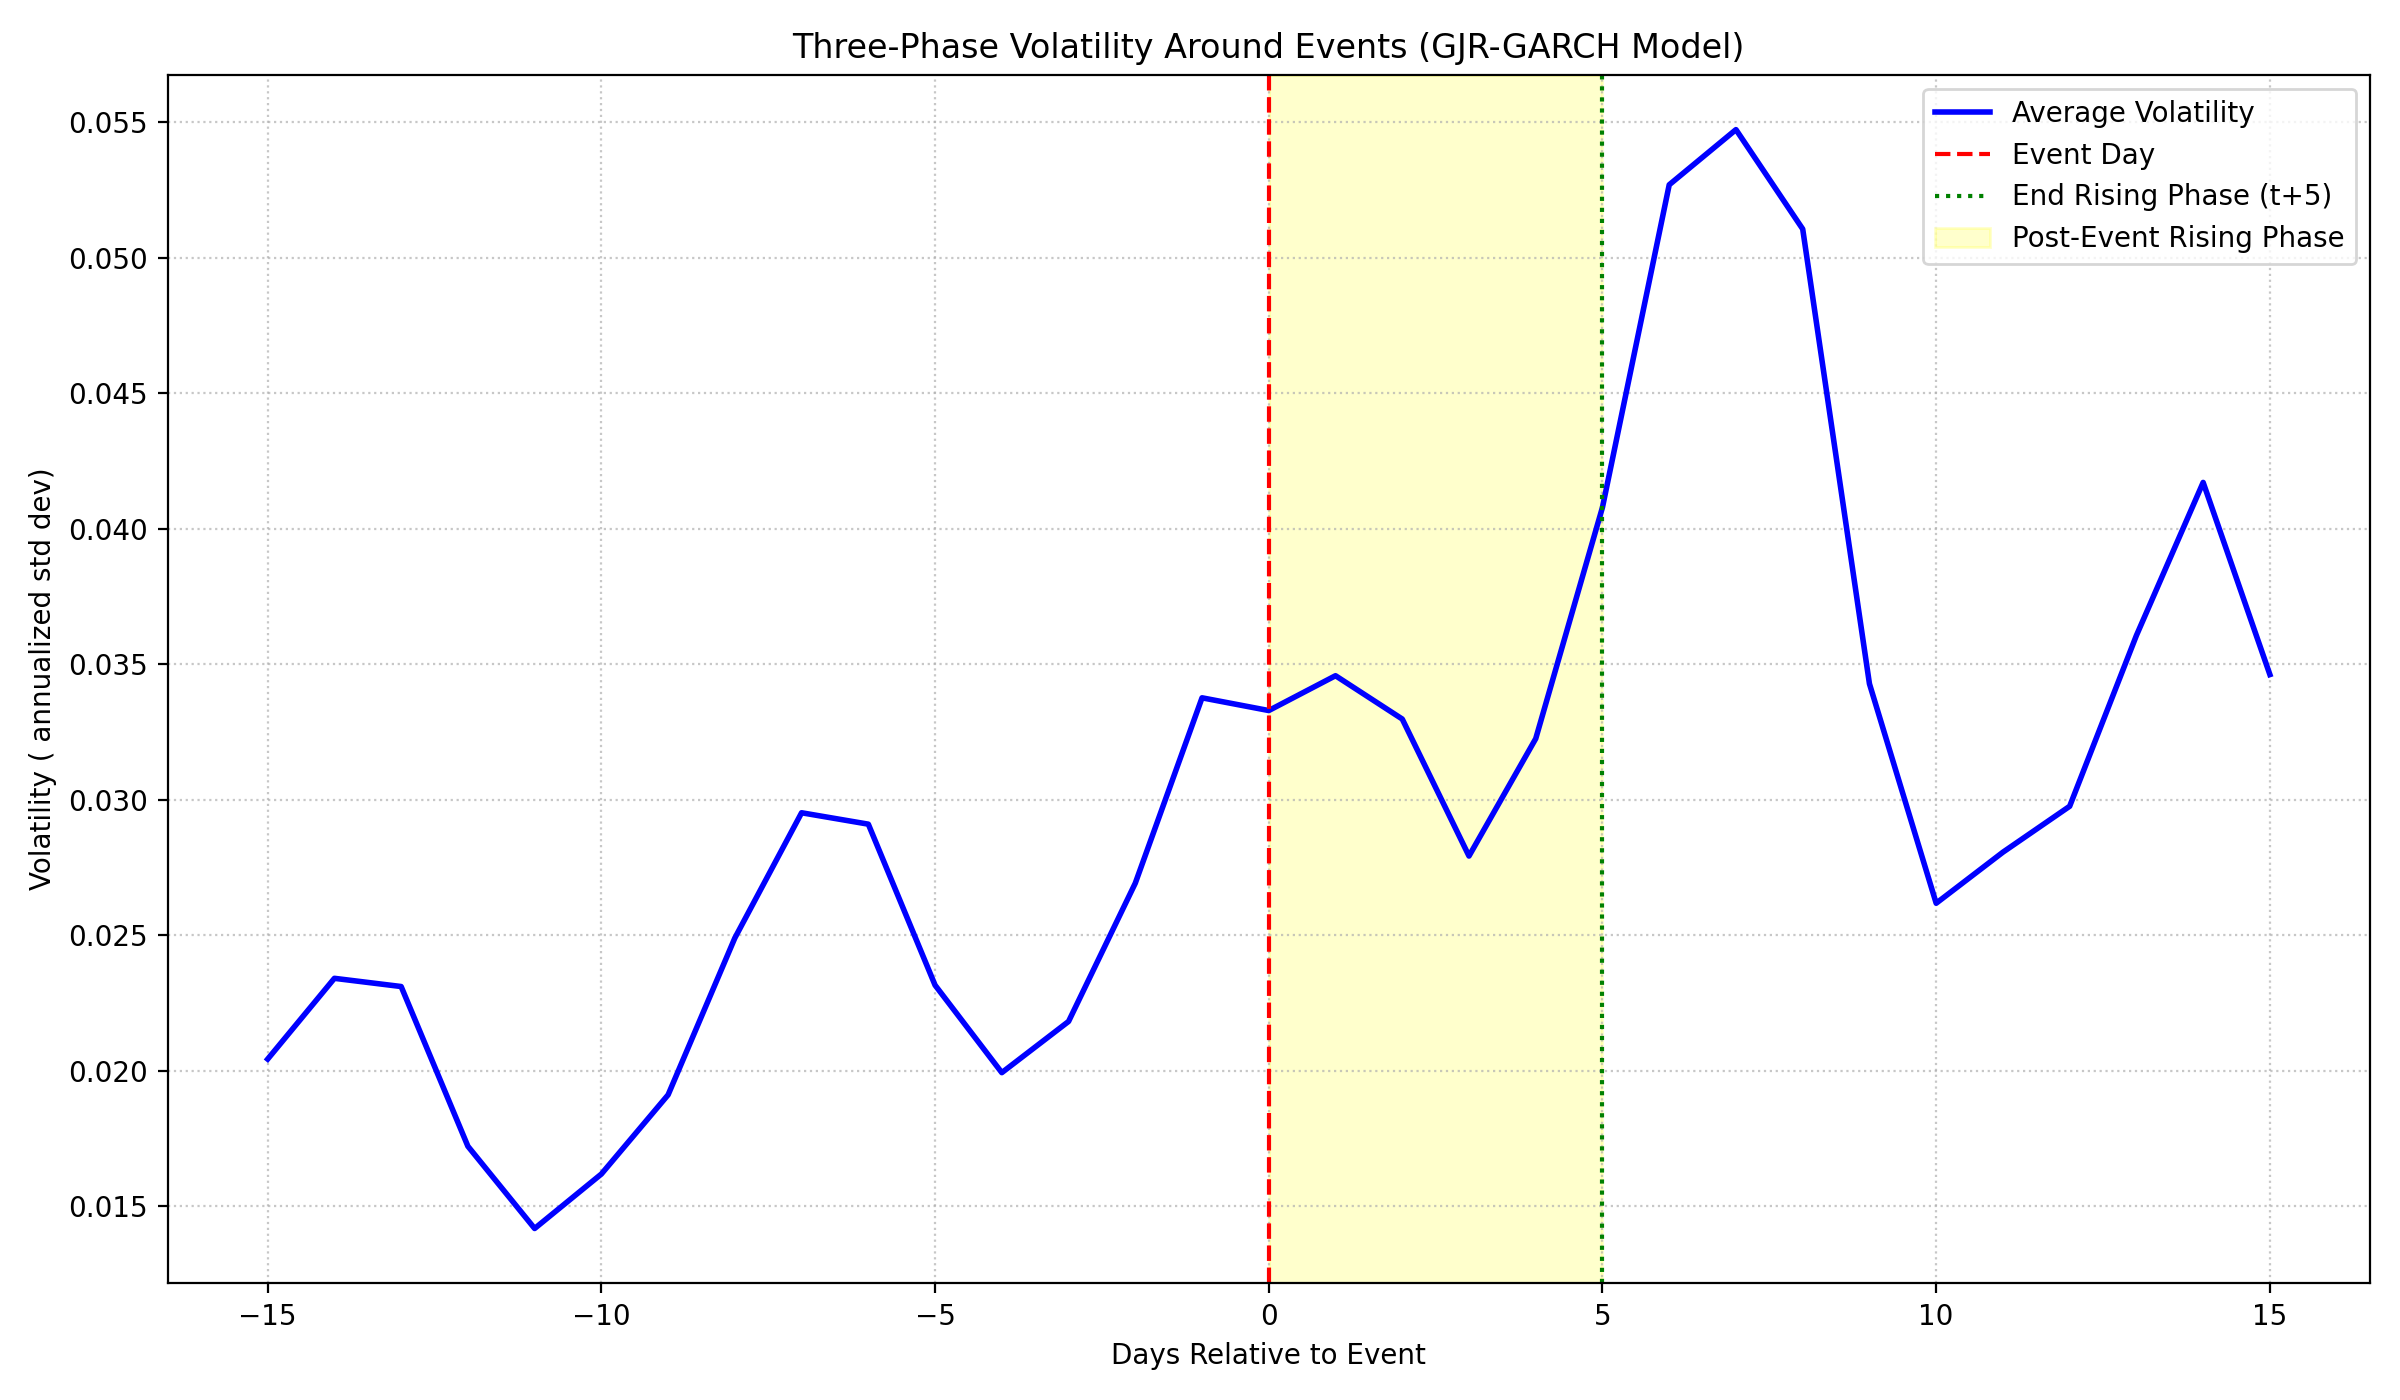 Three-Phase Volatility Around Events (GJR-GARCH Model)
Average Volatility
Event Day
End Rising Phase (t+5)
Post-Event Rising Phase
Volatility ( annualized std dev)
0.055
0.050
0.045
0.040
0.035
0.030
0.025
0.020
0.015
−15 −10 −5 0 5 10 15
Days Relative to Event